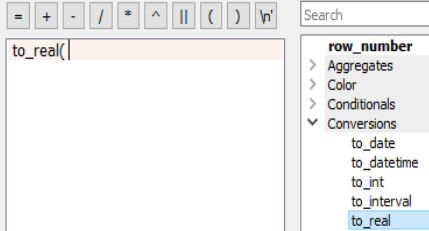 = + - / * ^ || ( ) '\n'
Search
to_real(
row_number
Aggregates
Color
Conditionals
Conversions
to_date
to_datetime
to_int
to_interval
to_real